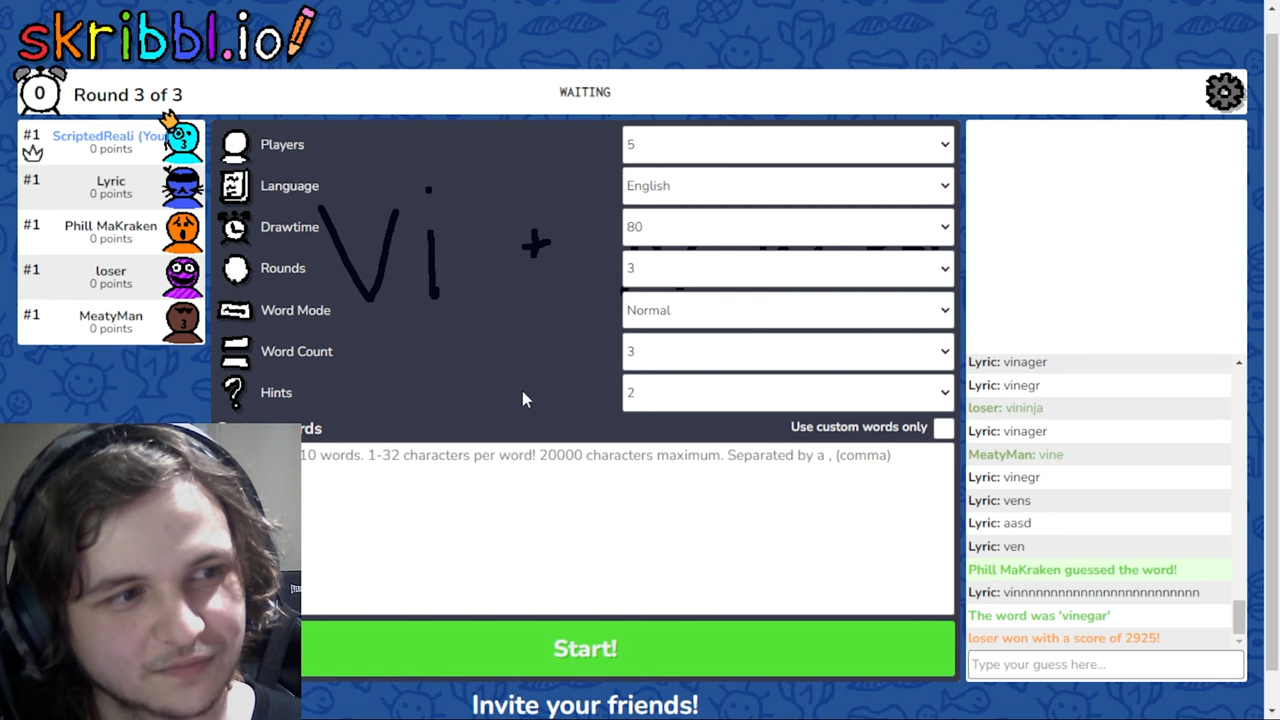 skribbl.io
0
Round 3 of 3
WAITING
#1 ScriptedReali (You
0 points
#1 Lyric
0 points
#1 Phill MaKraken
0 points
#1 loser
0 points
#1 MeatyMan
0 points
Players 5
Language English
Drawtime 80
Rounds 3
Word Mode Normal
Word Count 3
Hints 2
Vi +
rds
Use custom words only
10 words. 1-32 characters per word! 20000 characters maximum. Separated by a , (comma)
Start!
Invite your friends!
Lyric: vinager
Lyric: vinegr
loser: vininja
Lyric: vinager
MeatyMan: vine
Lyric: vinegr
Lyric: vens
Lyric: aasd
Lyric: ven
Phill MaKraken guessed the word!
Lyric: vinnnnnnnnnnnnnnnnnnnnnnnnn
The word was 'vinegar'
loser won with a score of 2925!
Type your guess here...